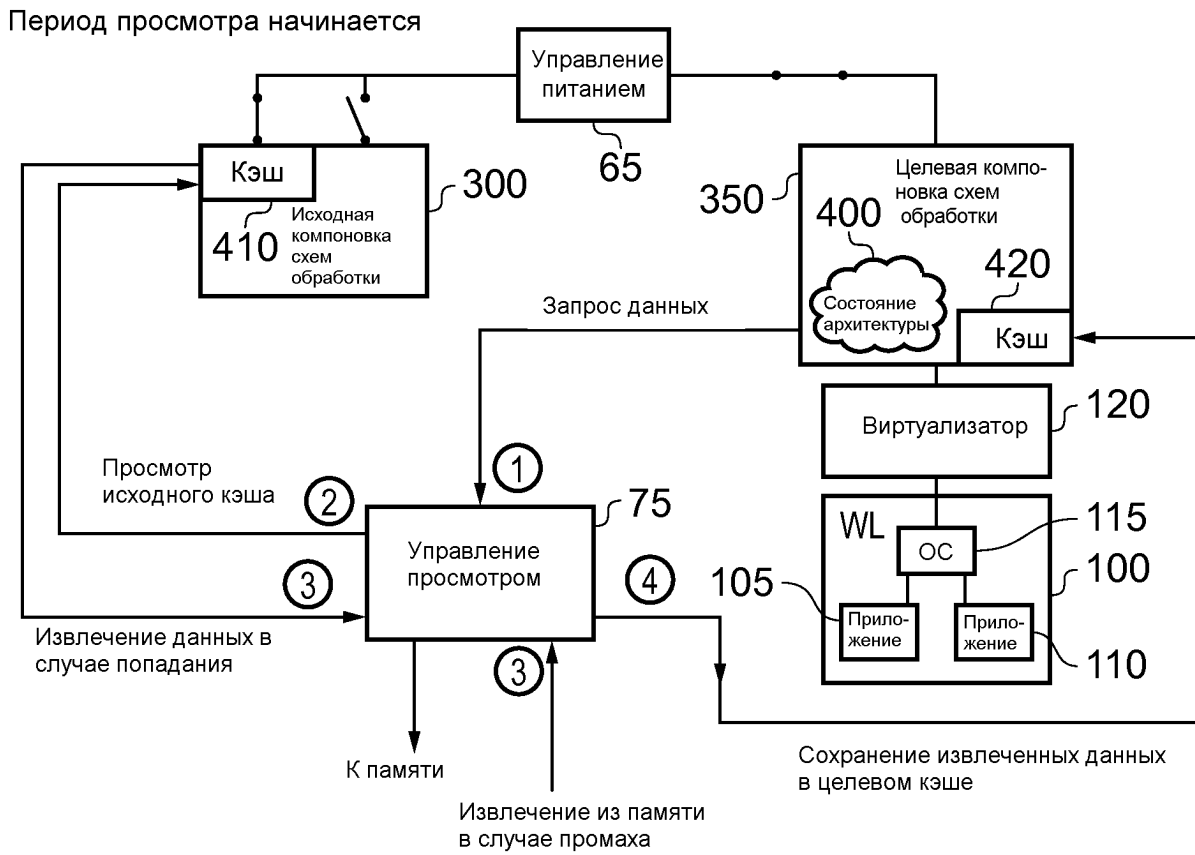 Период просмотра начинается
Управление
питанием
65
Кэш
300
410
Исходная
компоновка
схем
обработки
350
Целевая компо-
новка схем
обработки
400
420
Состояние
архитектуры
Кэш
Запрос данных
120
Виртуализатор
Просмотр
исходного кэша
1
2
75
Управление
просмотром
WL
115
ОС
100
3
4
105
Прило-
жение
Прило-
жение
110
Извлечение данных в
случае попадания
3
К памяти
Сохранение извлеченных данных
в целевом кэше
Извлечение из памяти
в случае промаха